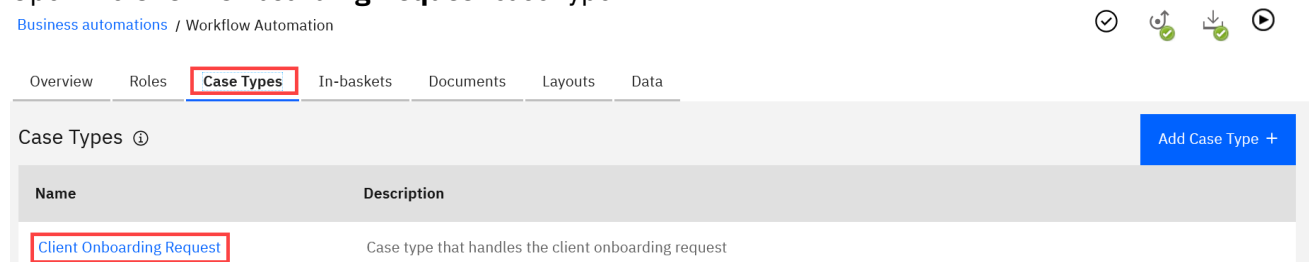 Business automations / Workflow Automation
Overview Roles Case Types In-baskets Documents Layouts Data
Case Types
Add Case Type +
Name Description
Client Onboarding Request Case type that handles the client onboarding request